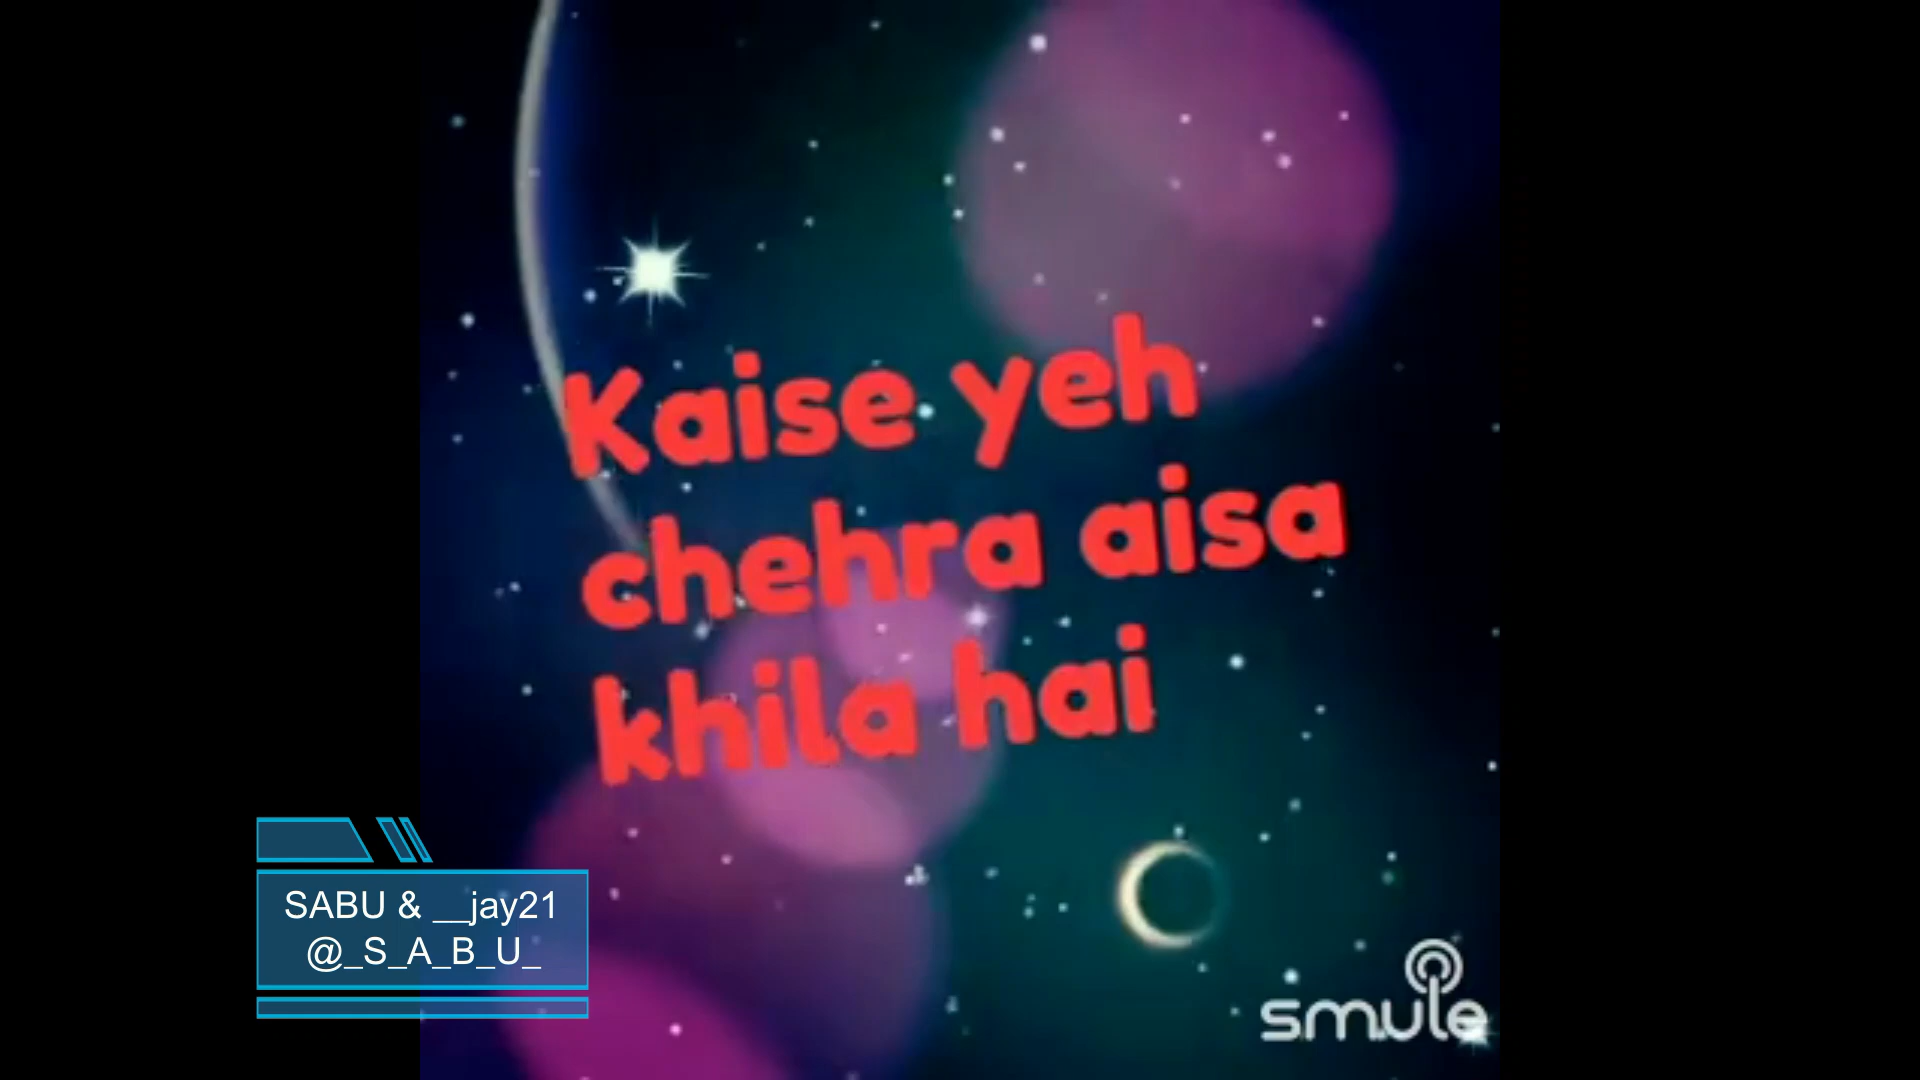 Kaise yeh
chehra aisa
khila hai
SABU & __jay21
@_S_A_B_U_
smule